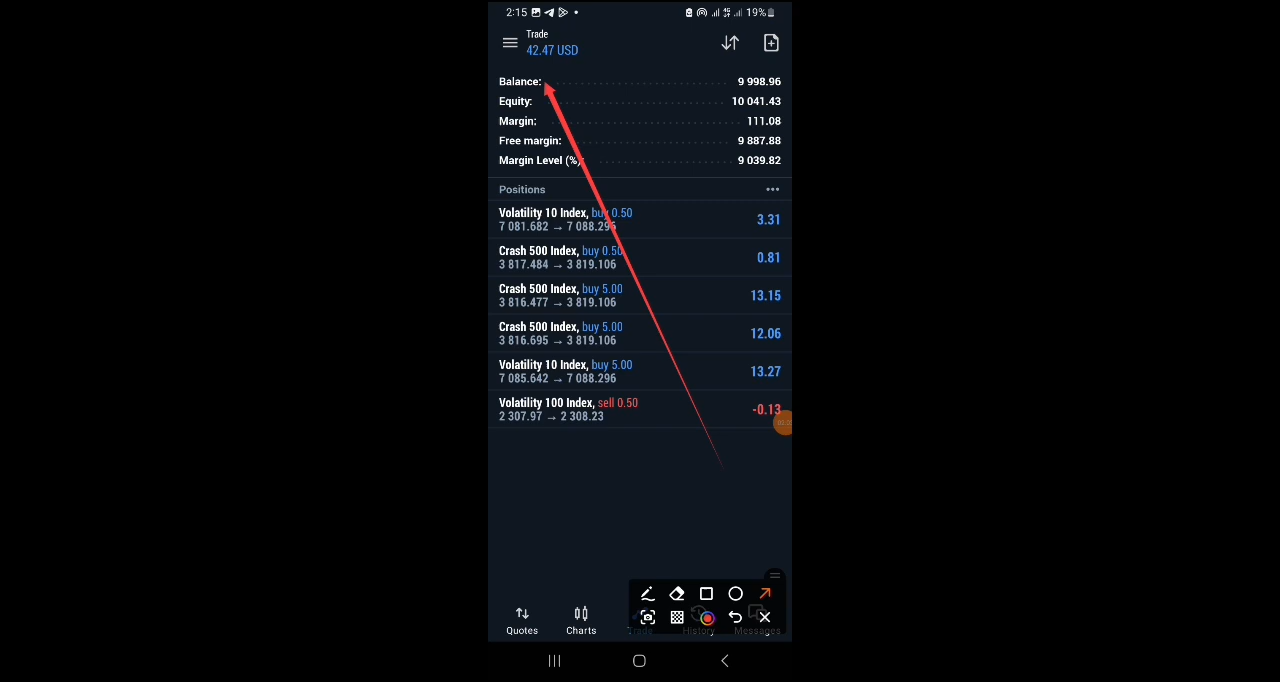 2:15 19%
Trade
42.47 USD
Balance: 9 998.96
Equity: 10 041.43
Margin: 111.08
Free margin: 9 887.88
Margin Level (%): 9 039.82
Positions
Volatility 10 Index, buy 0.50
7 081.682 → 7 088.296 3.31
Crash 500 Index, buy 0.50
3 817.484 → 3 819.106 0.81
Crash 500 Index, buy 5.00
3 816.477 → 3 819.106 13.15
Crash 500 Index, buy 5.00
3 816.695 → 3 819.106 12.06
Volatility 10 Index, buy 5.00
7 085.642 → 7 088.296 13.27
Volatility 100 Index, sell 0.50
2 307.97 → 2 308.23 -0.13
Quotes Charts Trade History Messages